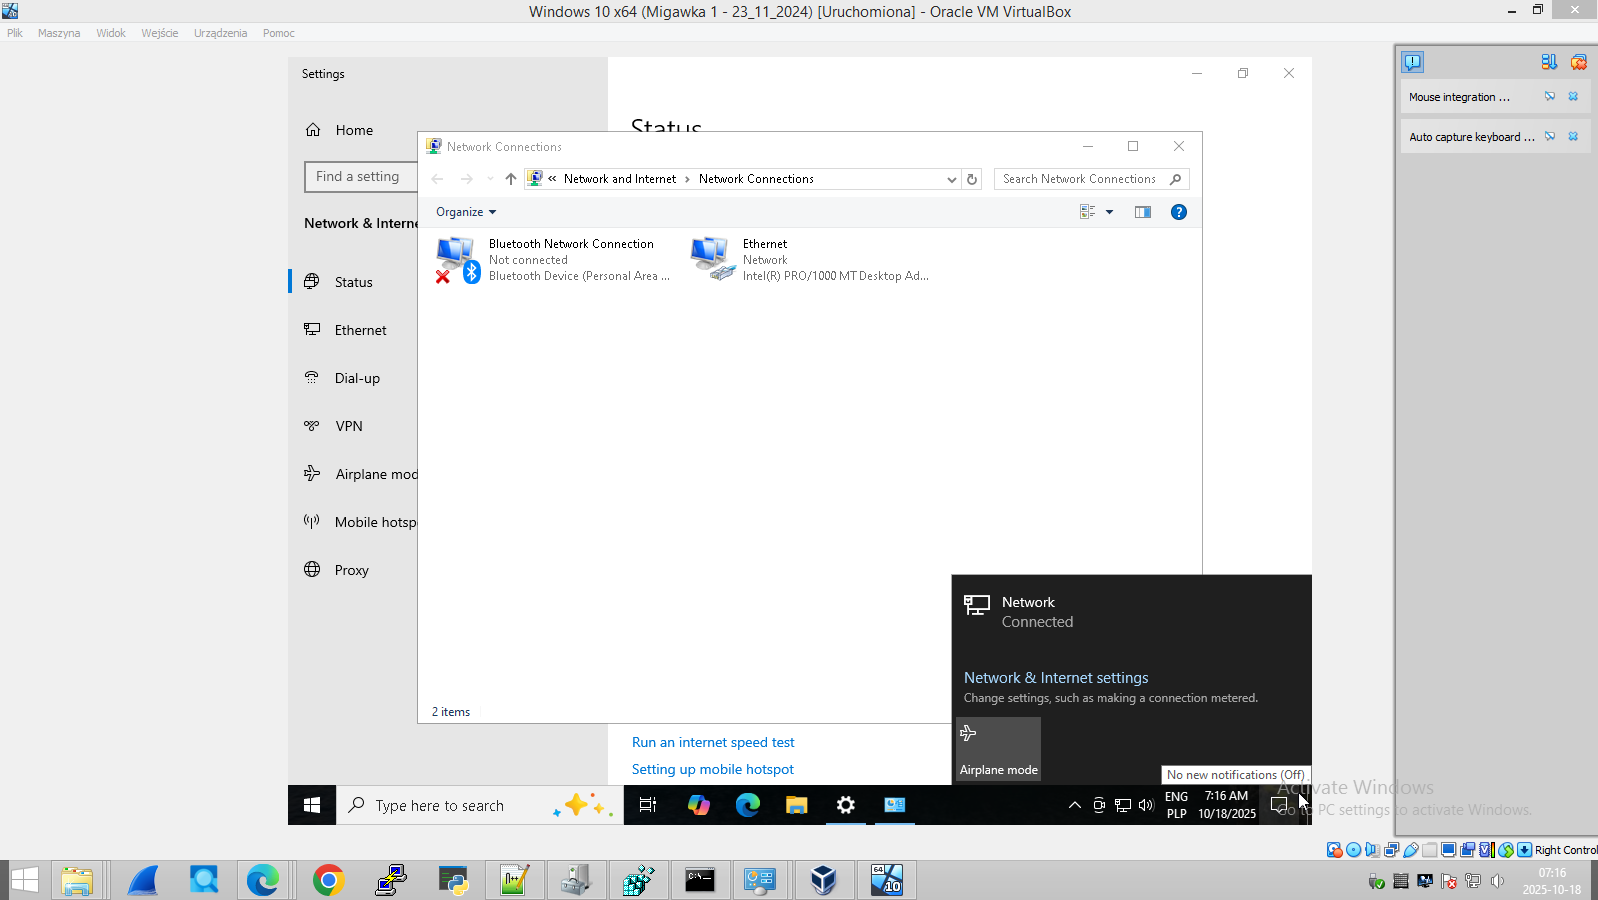 Windows 10 x64 (Migawka 1 - 23_11_2024) [Uruchomiona] - Oracle VM VirtualBox
Plik Maszyna Widok Wejście Urządzenia Pomoc
Settings
Home
Find a setting
Network & Interne
Status
Ethernet
Dial-up
VPN
Airplane mod
Mobile hotsp
Proxy
Status
Network Connections
« Network and Internet › Network Connections
Search Network Connections
Organize
Bluetooth Network Connection
Not connected
Bluetooth Device (Personal Area ...
Ethernet
Network
Intel(R) PRO/1000 MT Desktop Ad...
2 items
Run an internet speed test
Setting up mobile hotspot
Network
Connected
Network & Internet settings
Change settings, such as making a connection metered.
Airplane mode
No new notifications (Off)
Type here to search
ENG
PLP
7:16 AM
10/18/2025
Mouse integration ...
Auto capture keyboard ...
Activate Windows
Go to PC settings to activate Windows.
Right Control
64
10
07:16
2025-10-18